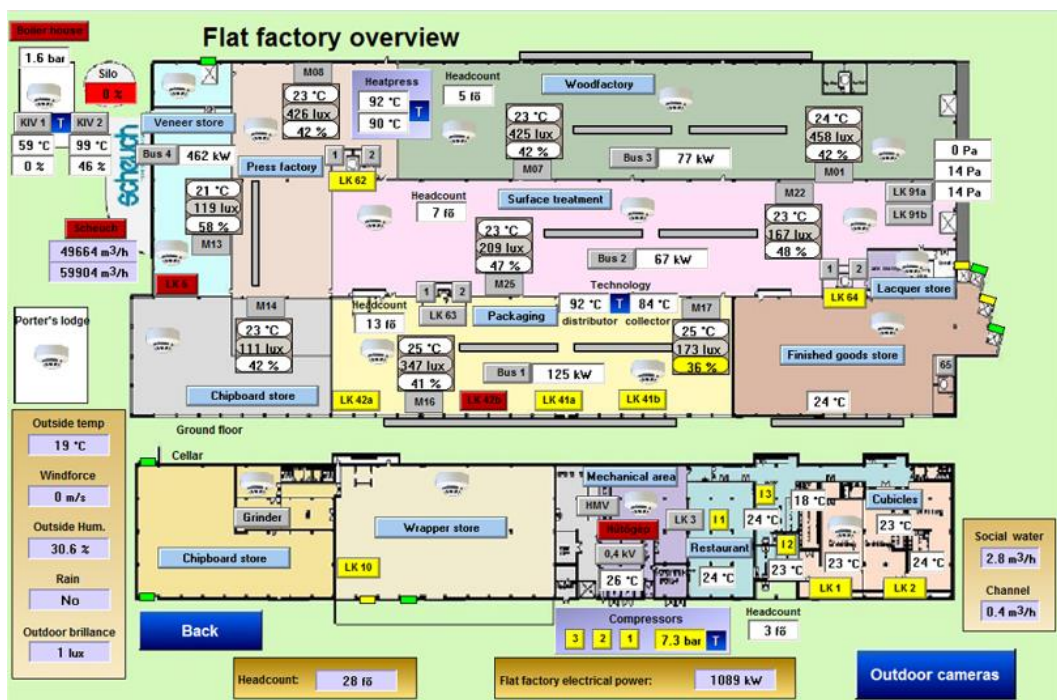 Boiler house
Flat factory overview
1.6 bar
Silo
0 %
M08
Heatpress
Headcount
Woodfactory
23 °C
426 lux
42 %
92 °C
90 °C
T
5 fő
23 °C
425 lux
42 %
24 °C
458 lux
42 %
KIV 1
T
KIV 2
Veneer store
59 °C
99 °C
0 %
46 %
scheuch
Bus 4
462 kW
Press factory
1
2
LK 62
M07
Bus 3
77 kW
M01
0 Pa
14 Pa
14 Pa
21 °C
119 lux
58 %
M13
Headcount
7 fő
Surface treatment
M22
LK 91a
LK 91b
23 °C
209 lux
47 %
M25
23 °C
167 lux
48 %
Scheuch
49664 m3/h
59904 m3/h
LK 5
Bus 2
67 kW
1
2
LK 64
Lacquer store
M14
Headcount
13 fő
1
2
LK 63
Packaging
Technology
92 °C
T
84 °C
distributor
collector
M17
Porter's lodge
23 °C
111 lux
42 %
25 °C
347 lux
41 %
M16
25 °C
173 lux
36 %
Finished goods store
65
Chipboard store
Bus 1
125 kW
LK 42a
LK 42b
LK 41a
LK 41b
24 °C
Ground floor
Outside temp
19 °C
Windforce
0 m/s
Outside Hum.
30.6 %
Rain
No
Outdoor brillance
1 lux
Cellar
Grinder
Chipboard store
Wrapper store
LK 10
Mechanical area
HMV
Hűtőgép
0,4 kV
26 °C
LK 3
I 1
I 3
24 °C
I 2
23 °C
Restaurant
24 °C
18 °C
Cubicles
23 °C
23 °C
24 °C
LK 1
LK 2
Social water
2.8 m3/h
Channel
0.4 m3/h
Back
Compressors
3
2
1
7.3 bar
T
Headcount
3 fő
Headcount:
28 fő
Flat factory electrical power:
1089 kW
Outdoor cameras